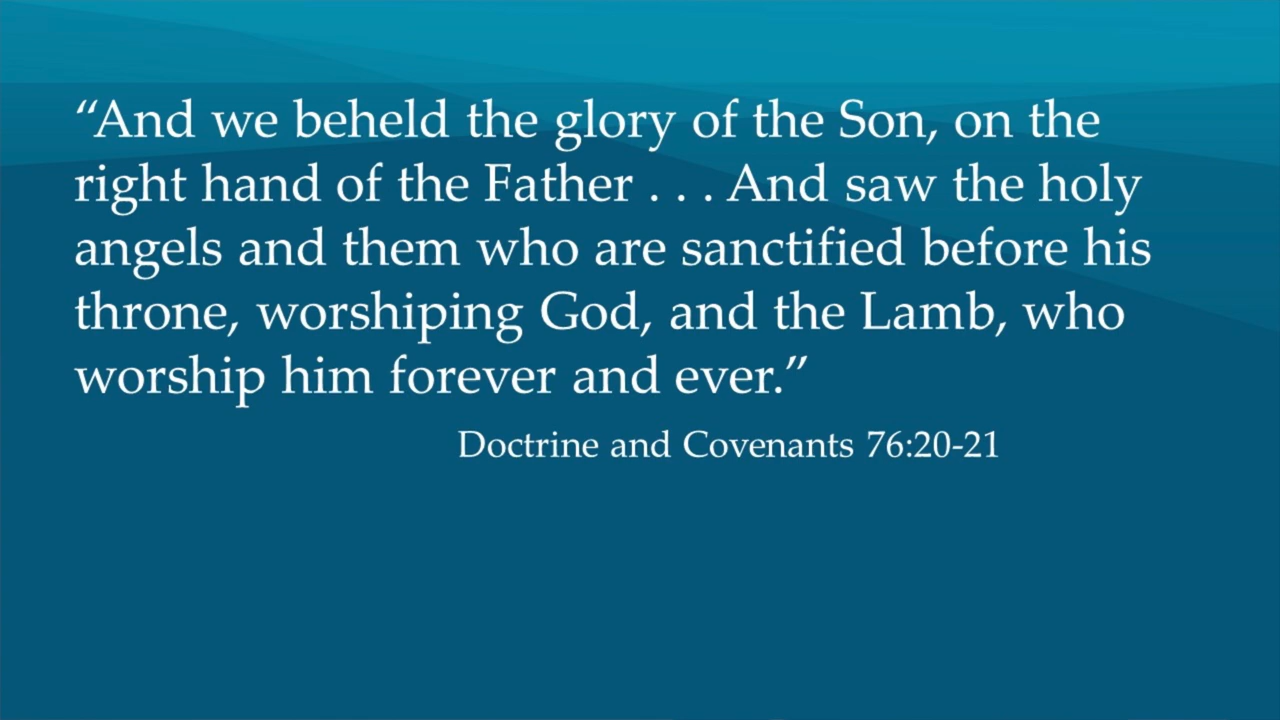 “And we beheld the glory of the Son, on the
right hand of the Father . . . And saw the holy
angels and them who are sanctified before his
throne, worshiping God, and the Lamb, who
worship him forever and ever.”
Doctrine and Covenants 76:20-21